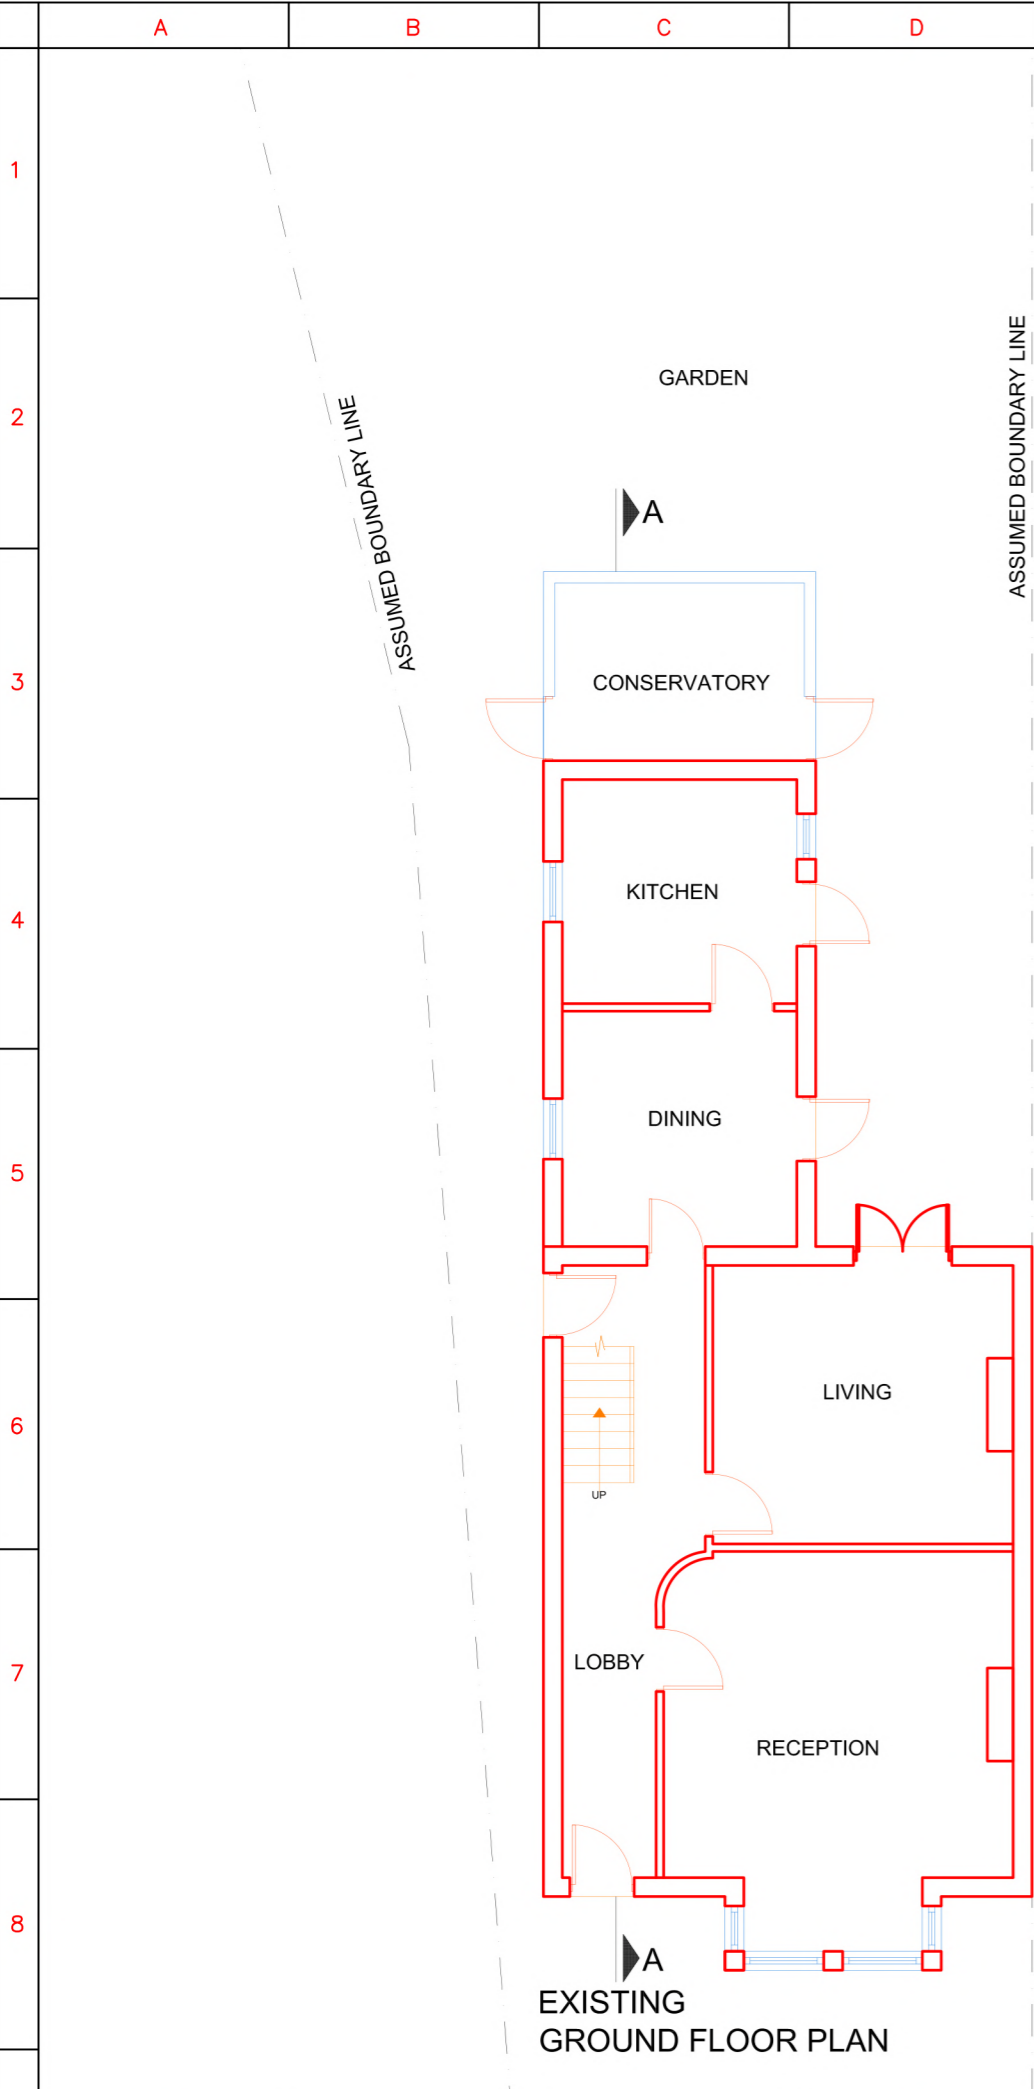 A
B
C
D
1
2
3
4
5
6
7
8
ASSUMED BOUNDARY LINE
GARDEN
ASSUMED BOUNDARY LINE
A
CONSERVATORY
KITCHEN
DINING
LIVING
UP
LOBBY
RECEPTION
A
EXISTING
GROUND FLOOR PLAN